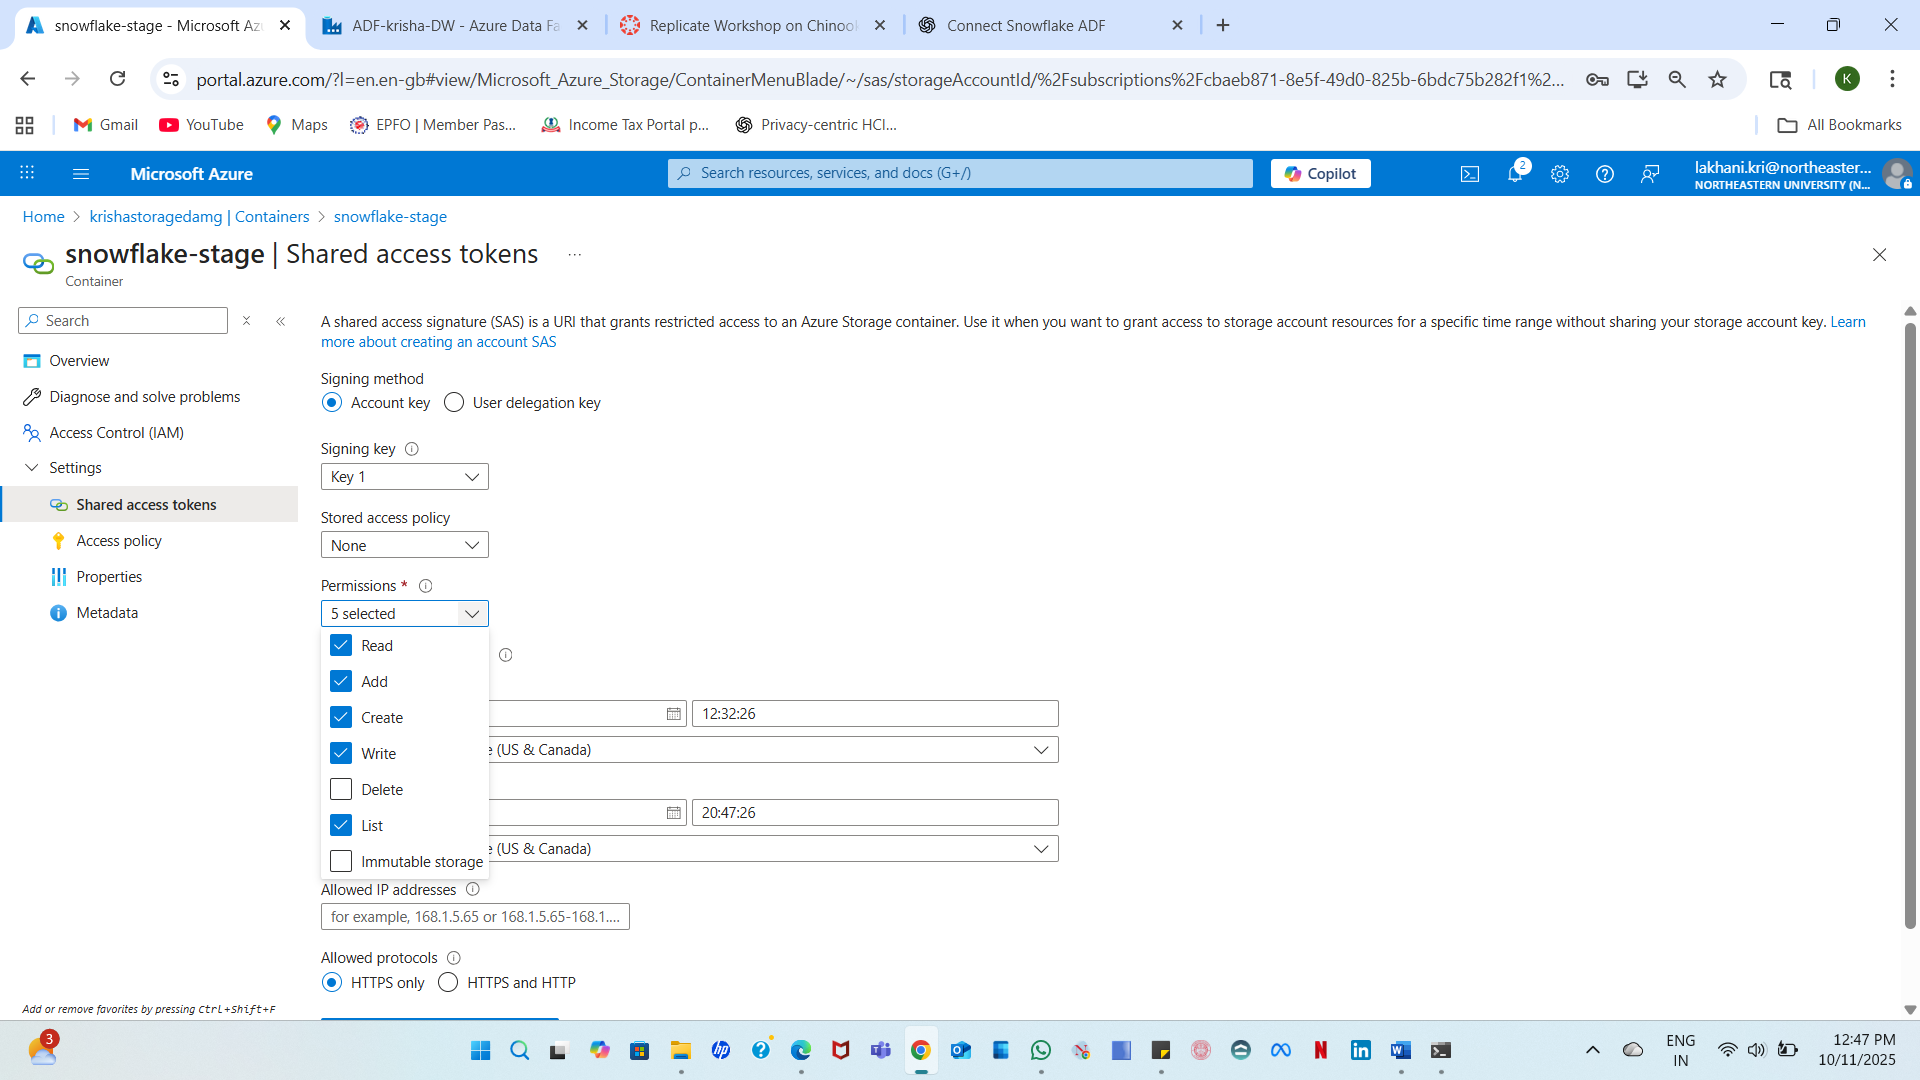 snowflake-stage - Microsoft Az
ADF-krisha-DW - Azure Data Fa
Replicate Workshop on Chinook
Connect Snowflake ADF
portal.azure.com/?l=en.en-gb#view/Microsoft_Azure_Storage/ContainerMenuBlade/~/sas/storageAccountId/%2Fsubscriptions%2Fcbaeb871-8e5f-49d0-825b-6bdc75b282f1%2...
K
Gmail
YouTube
Maps
EPFO | Member Pas...
Income Tax Portal p...
Privacy-centric HCI...
All Bookmarks
Microsoft Azure
Search resources, services, and docs (G+/)
Copilot
2
lakhani.kri@northeaster...
NORTHEASTERN UNIVERSITY (N...
Home > krishastoragedamg | Containers > snowflake-stage
snowflake-stage | Shared access tokens ...
Container
Search
Overview
Diagnose and solve problems
Access Control (IAM)
Settings
Shared access tokens
Access policy
Properties
Metadata
Add or remove favorites by pressing Ctrl+Shift+F
A shared access signature (SAS) is a URI that grants restricted access to an Azure Storage container. Use it when you want to grant access to storage account resources for a specific time range without sharing your storage account key. Learn
more about creating an account SAS
Signing method
Account key
User delegation key
Signing key
Key 1
Stored access policy
None
Permissions *
5 selected
Read
Add
Create
Write
Delete
List
Immutable storage
12:32:26
e (US & Canada)
20:47:26
e (US & Canada)
Allowed IP addresses
for example, 168.1.5.65 or 168.1.5.65-168.1....
Allowed protocols
HTTPS only
HTTPS and HTTP
3
ENG
IN
12:47 PM
10/11/2025